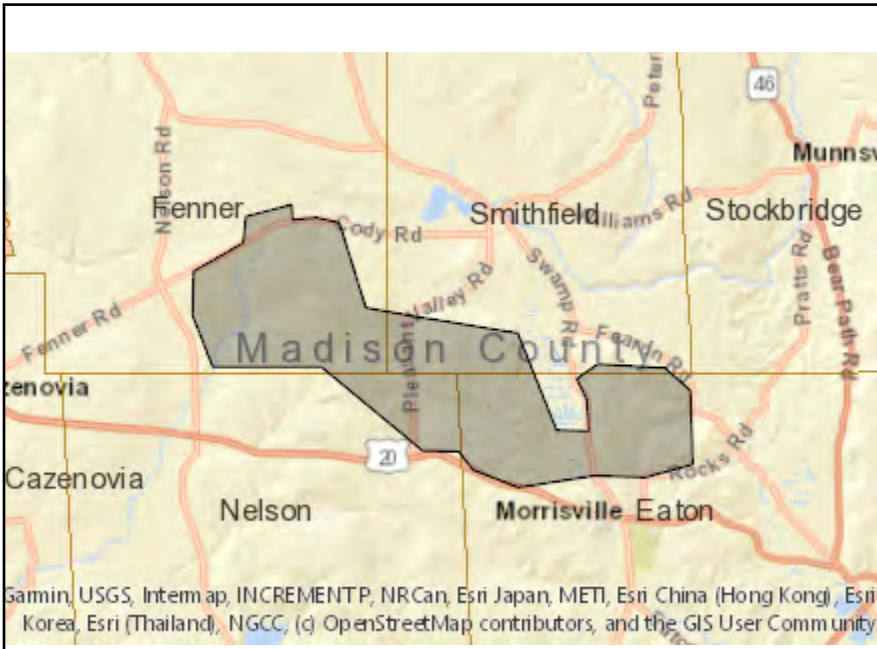 46
Peter
Munnsv
Nelson Rd
Fenner
Smithfield
Williams Rd
Stockbridge
Cody Rd
Pratts Rd
Bear Path Rd
Swamp Rd
Pleasant Valley Rd
Fearon Rd
Fenner Rd
Madison County
zenovia
20
Rocks Rd
Cazenovia
Nelson
Morrisville
Eaton
Garmin, USGS, Intermap, INCREMENT P, NRCan, Esri Japan, METI, Esri China (Hong Kong), Esri
Korea, Esri (Thailand), NGCC, (c) OpenStreetMap contributors, and the GIS User Community